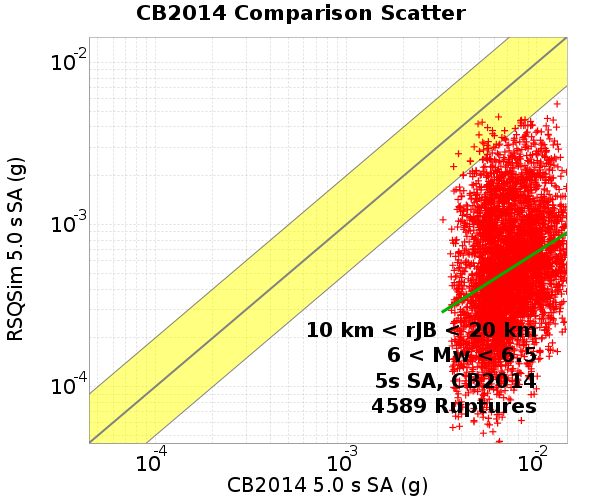 CB2014 Comparison Scatter
RSQSim 5.0 s SA (g)
10-2
10-3
10-4
10 km < rJB < 20 km
6 < Mw < 6.5
5s SA, CB2014
4589 Ruptures
10-4 10-3 10-2
CB2014 5.0 s SA (g)